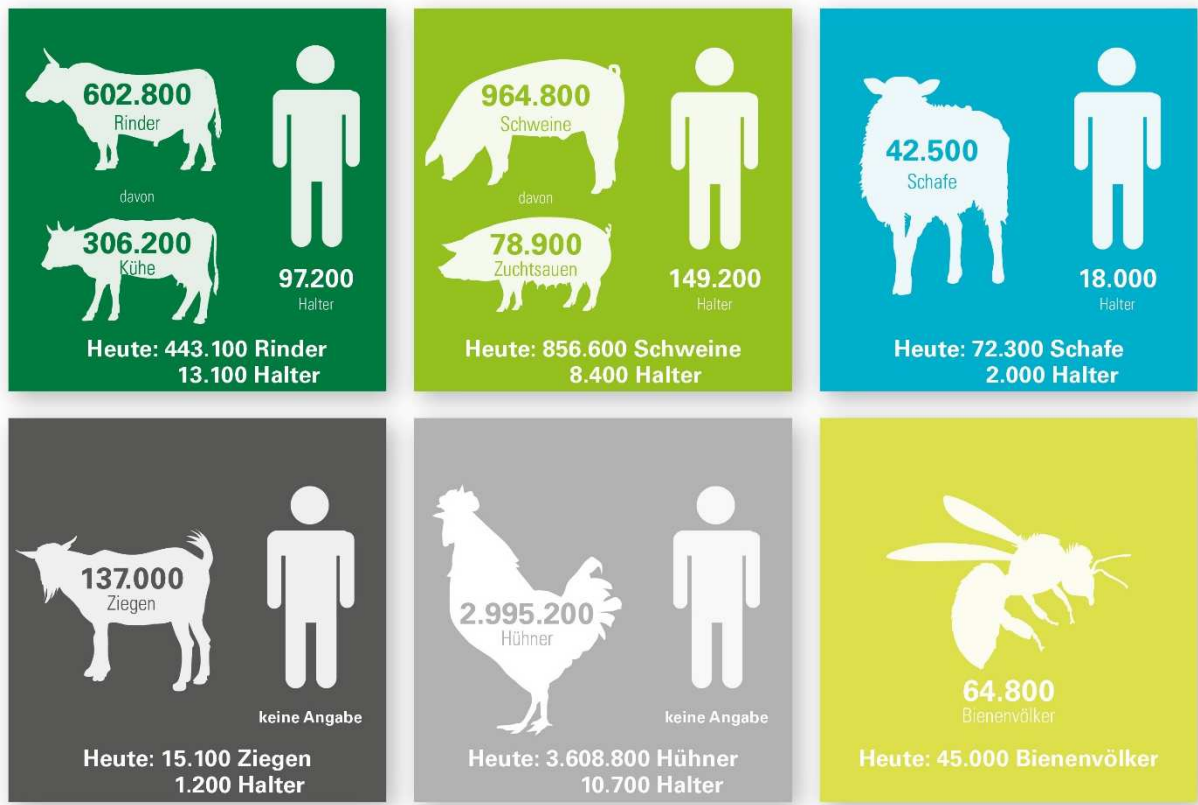 602.800
Rinder
davon
306.200
Kühe
97.200
Halter
Heute: 443.100 Rinder
13.100 Halter
964.800
Schweine
davon
78.900
Zuchtsauen
149.200
Halter
Heute: 856.600 Schweine
8.400 Halter
42.500
Schafe
18.000
Halter
Heute: 72.300 Schafe
2.000 Halter
137.000
Ziegen
keine Angabe
Heute: 15.100 Ziegen
1.200 Halter
2.995.200
Hühner
keine Angabe
Heute: 3.608.800 Hühner
10.700 Halter
64.800
Bienenvölker
Heute: 45.000 Bienenvölker